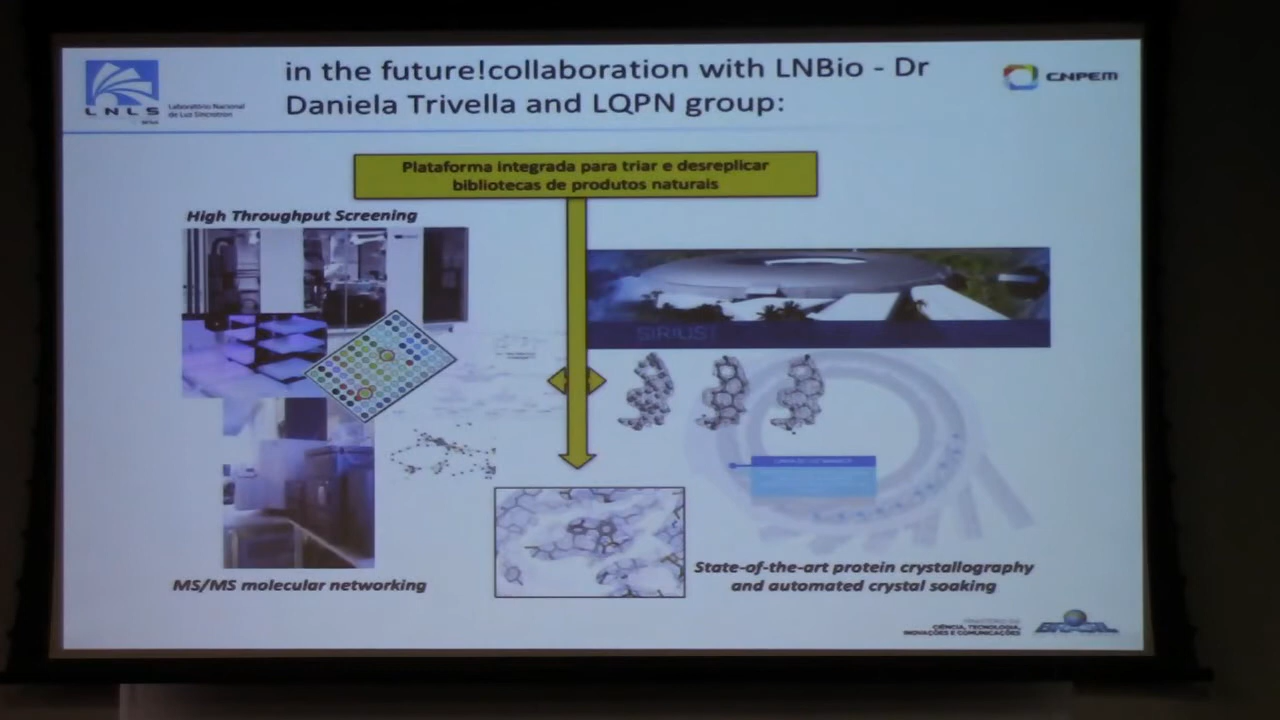 in the future!collaboration with LNBio - Dr
Daniela Trivella and LQPN group:
LNLS
Laboratório Nacional
de Luz Síncrotron
CNPEM
Plataforma integrada para triar e desreplicar
bibliotecas de produtos naturais
High Throughput Screening
SIRIUS
MS/MS molecular networking
State-of-the-art protein crystallography
and automated crystal soaking
CIÊNCIA, TECNOLOGIA,
INOVAÇÕES E COMUNICAÇÕES
BRASIL